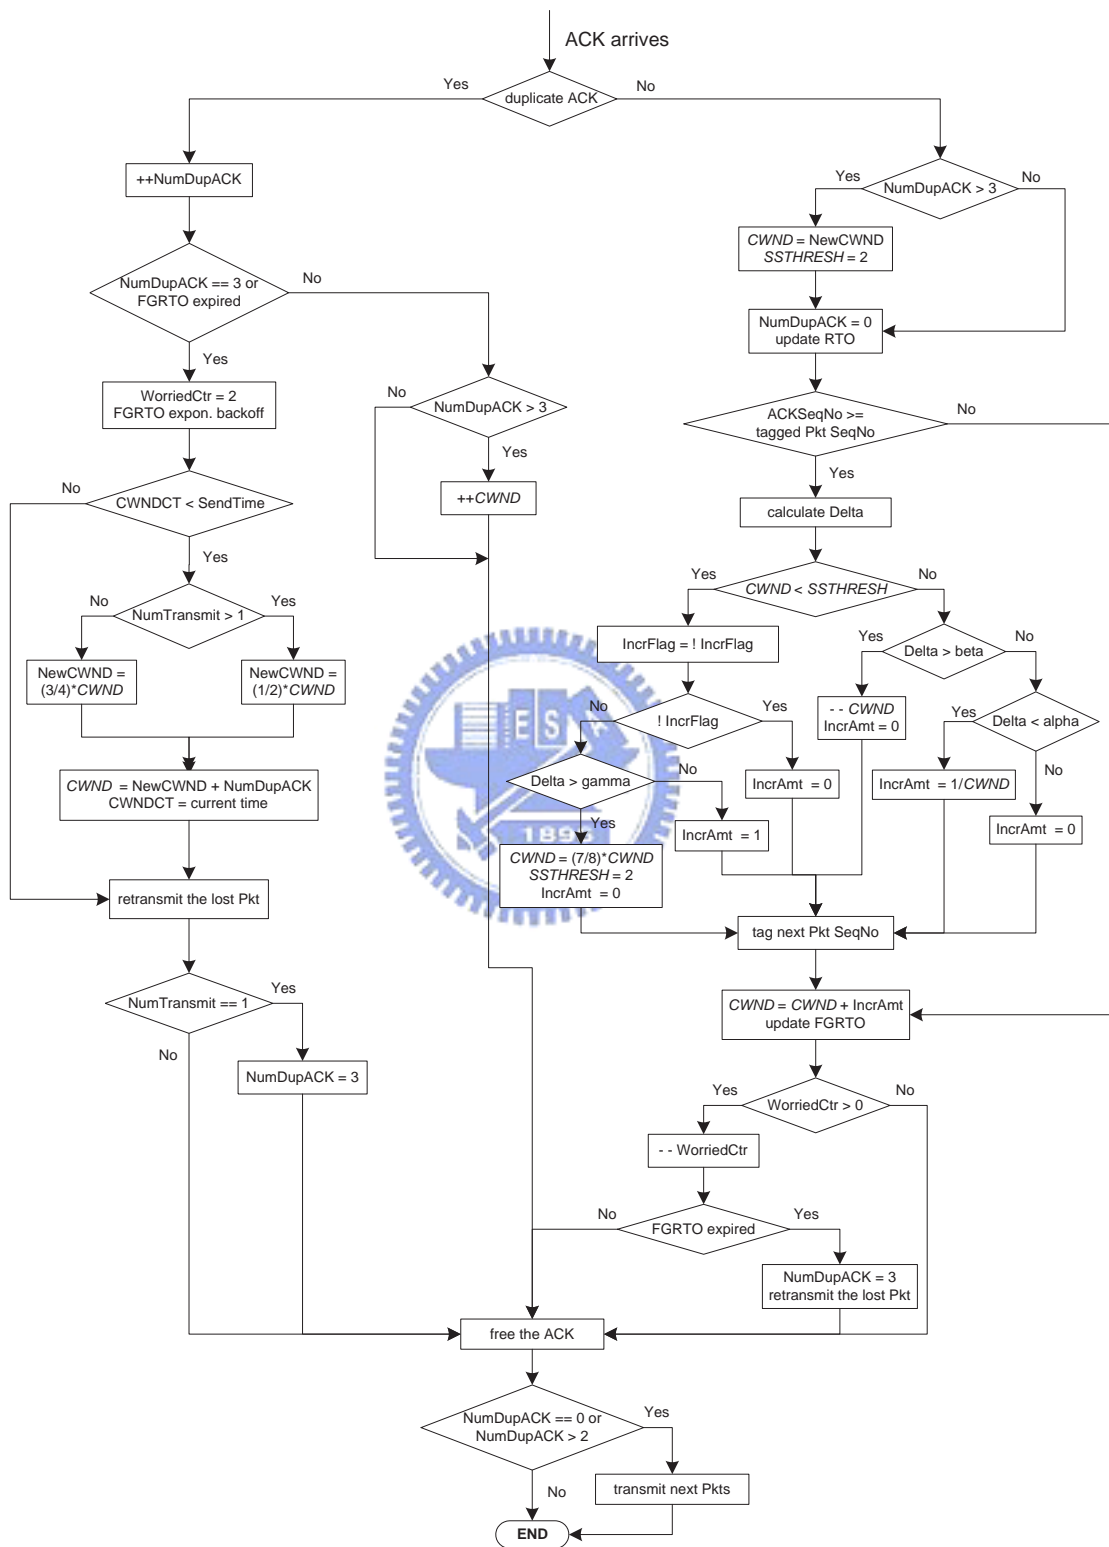 ACK arrives
Yes
duplicate ACK
No
++NumDupACK
Yes
NumDupACK > 3
No
CWND = NewCWND
SSTHRESH = 2
NumDupACK == 3 or
FGRTO expired
No
Yes
NumDupACK = 0
update RTO
WorriedCtr = 2
FGRTO expon. backoff
No
NumDupACK > 3
Yes
ACKSeqNo >=
tagged Pkt SeqNo
No
Yes
No
CWNDCT < SendTime
Yes
++CWND
calculate Delta
Yes
CWND < SSTHRESH
No
No
NumTransmit > 1
Yes
NewCWND =
(3/4)*CWND
NewCWND =
(1/2)*CWND
IncrFlag = ! IncrFlag
Yes
Delta > beta
No
No
! IncrFlag
Yes
- - CWND
IncrAmt = 0
Yes
Delta < alpha
No
CWND = NewCWND + NumDupACK
CWNDCT = current time
Delta > gamma
No
Yes
IncrAmt = 0
IncrAmt = 1/CWND
IncrAmt = 1
IncrAmt = 0
ES
1896
CWND = (7/8)*CWND
SSTHRESH = 2
IncrAmt = 0
retransmit the lost Pkt
tag next Pkt SeqNo
NumTransmit == 1
Yes
No
NumDupACK = 3
CWND = CWND + IncrAmt
update FGRTO
Yes
WorriedCtr > 0
No
- - WorriedCtr
No
FGRTO expired
Yes
NumDupACK = 3
retransmit the lost Pkt
free the ACK
NumDupACK == 0 or
NumDupACK > 2
Yes
No
transmit next Pkts
END